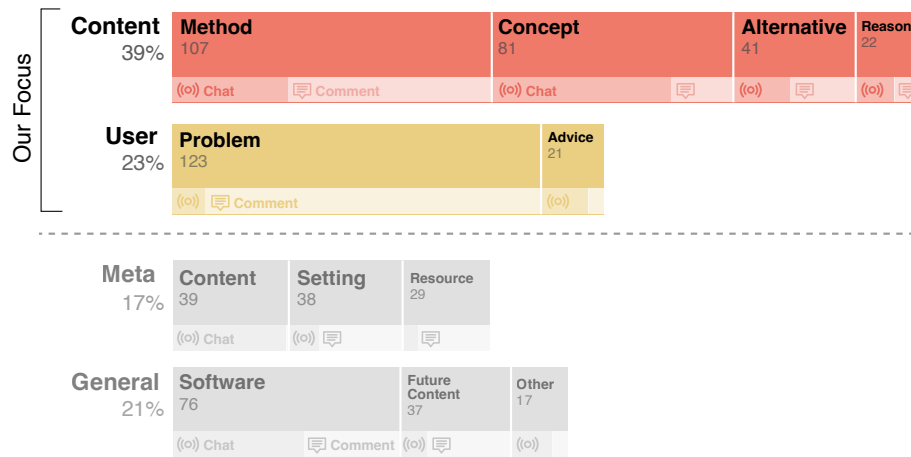 Our Focus
Content
39%
Method
107
Concept
81
Alternative
41
Reason
22
Chat
Comment
Chat
User
23%
Problem
123
Advice
21
Comment
Meta
17%
Content
39
Setting
38
Resource
29
Chat
General
21%
Software
76
Future
Content
37
Other
17
Chat
Comment